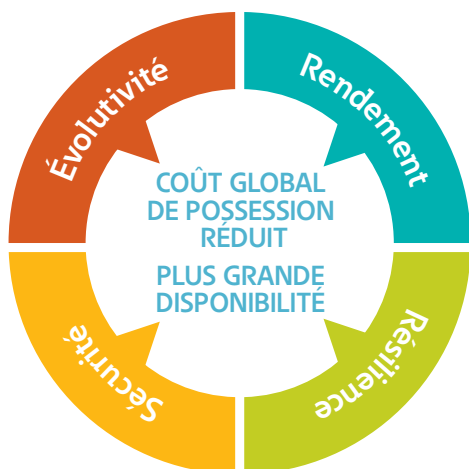 Évolutivité
Rendement
COÛT GLOBAL
DE POSSESSION
RÉDUIT
PLUS GRANDE
DISPONIBILITÉ
Sécurité
Résilience